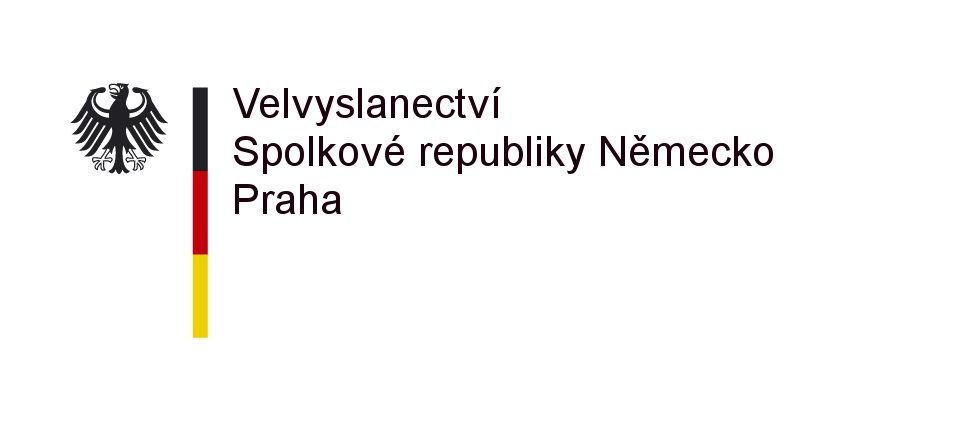 Velvyslanectví
Spolkové republiky Německo
Praha